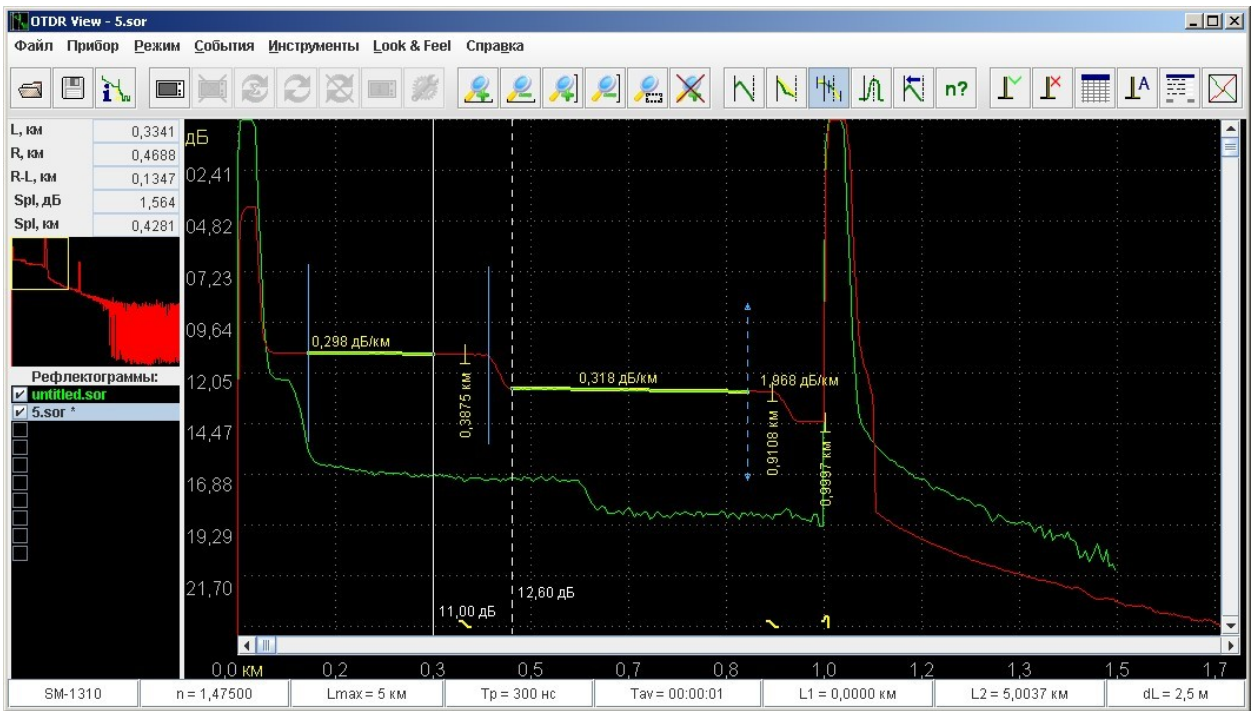 OTDR View - 5.sor
Файл Прибор Режим События Инструменты Look & Feel Справка
n? A
L, км 0,3341
R, км 0,4688
R-L, км 0,1347
Spl, дБ 1,564
Spl, км 0,4281
Рефлектограммы:
untitled.sor
5.sor *
дБ
02,41
04,82
07,23
09,64
12,05
14,47
16,88
19,29
21,70
0,298 дБ/км
0,3875 км
0,318 дБ/км
1,968 дБ/км
0,9108 км
0,9997 км
12,60 дБ
11,00 дБ
0,0 км 0,2 0,3 0,5 0,7 0,8 1,0 1,2 1,3 1,5 1,7
SM-1310 n = 1,47500 Lmax = 5 км Tp = 300 нс Tav = 00:00:01 L1 = 0,0000 км L2 = 5,0037 км dL = 2,5 м